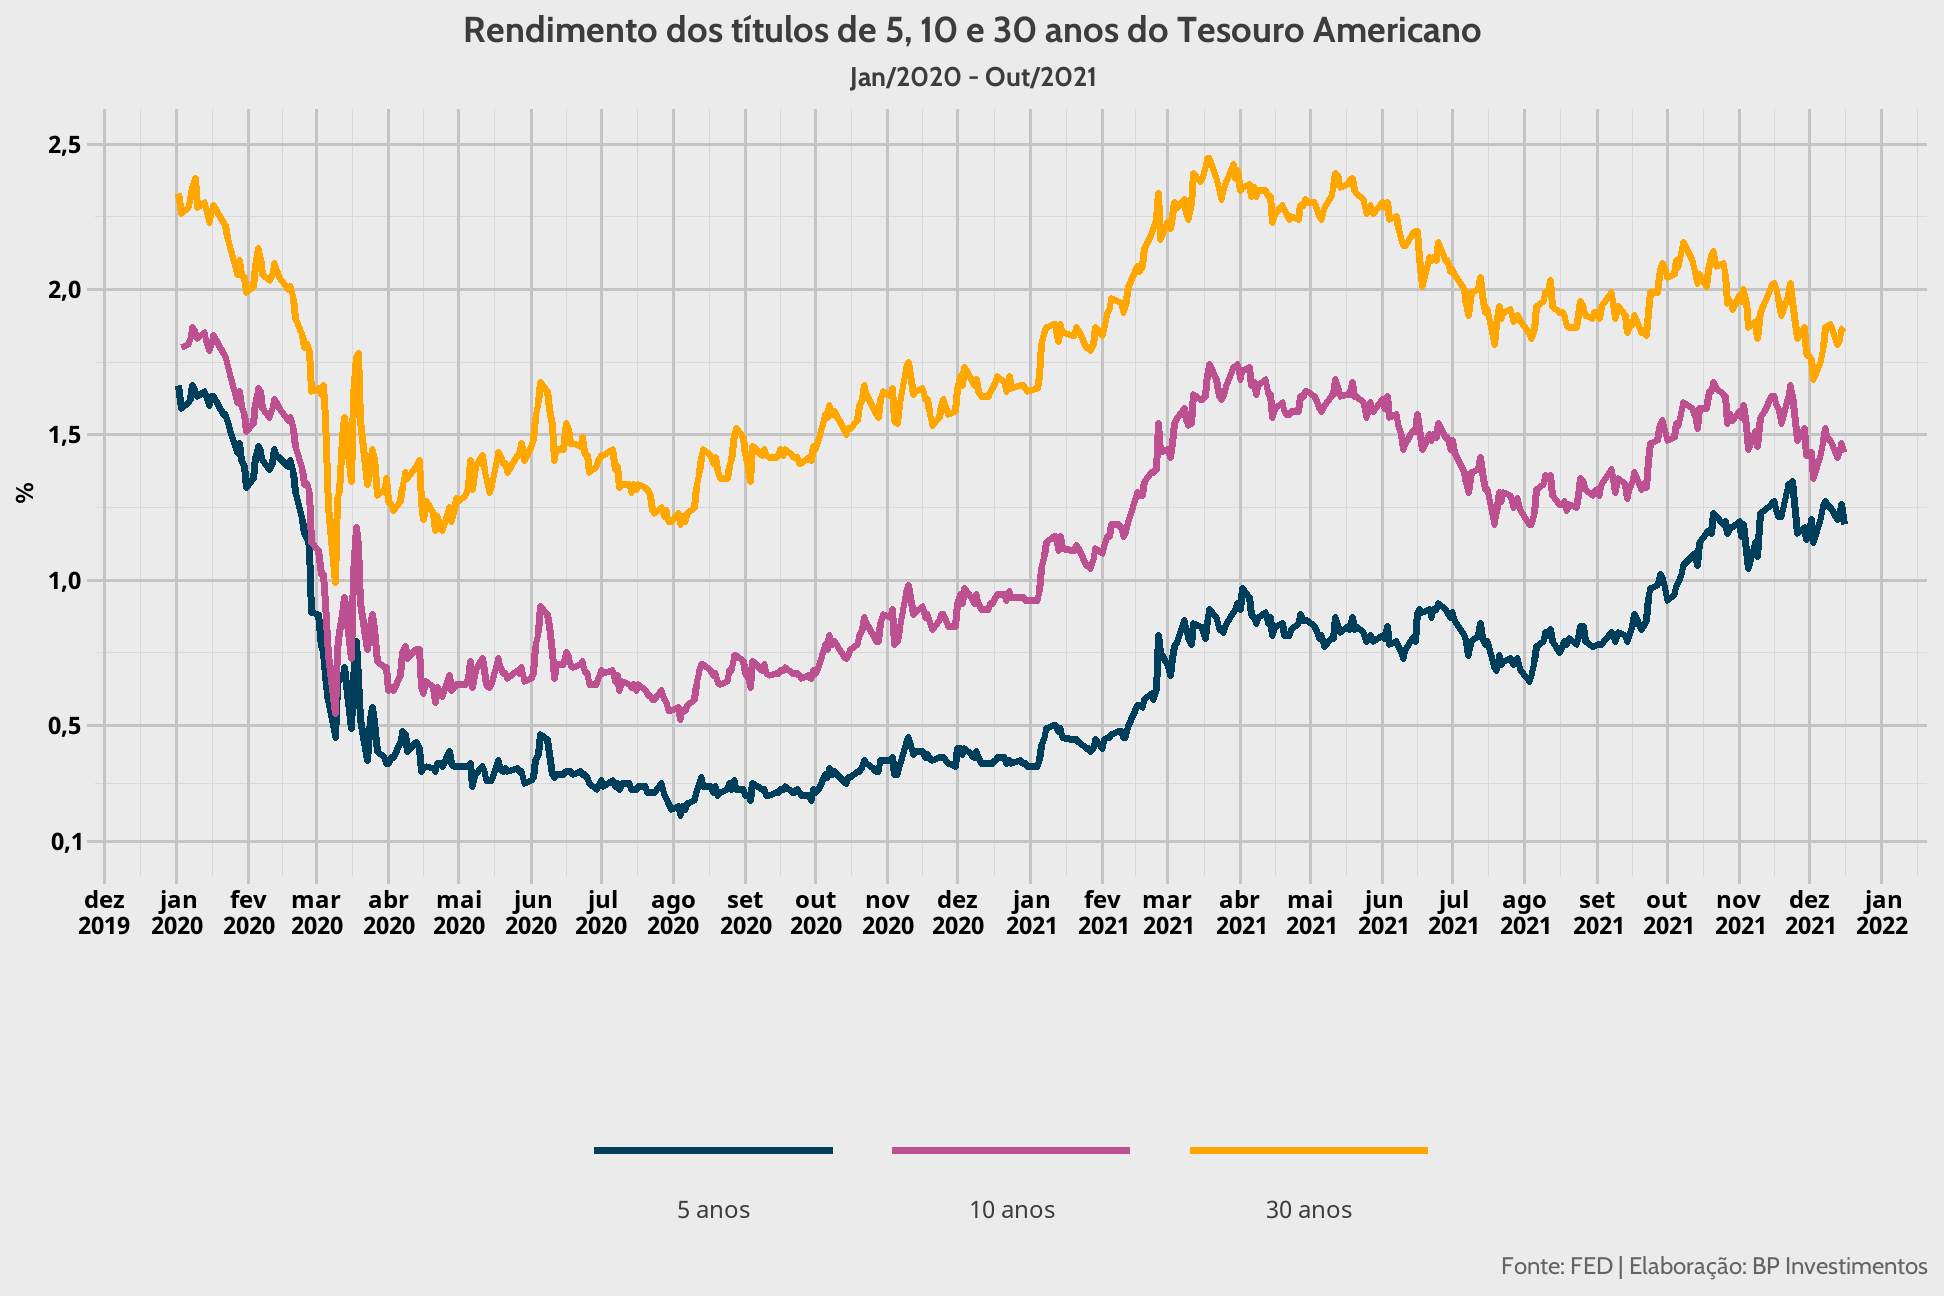 Rendimento dos títulos de 5, 10 e 30 anos do Tesouro Americano
Jan/2020 - Out/2021
2,5
2,0
1,5
1,0
0,5
0,1
%
dez jan fev mar abr mai jun jul ago set out nov dez jan fev mar abr mai jun jul ago set out nov dez jan
2019 2020 2020 2020 2020 2020 2020 2020 2020 2020 2020 2020 2020 2021 2021 2021 2021 2021 2021 2021 2021 2021 2021 2021 2021 2022
5 anos 10 anos 30 anos
Fonte: FED | Elaboração: BP Investimentos